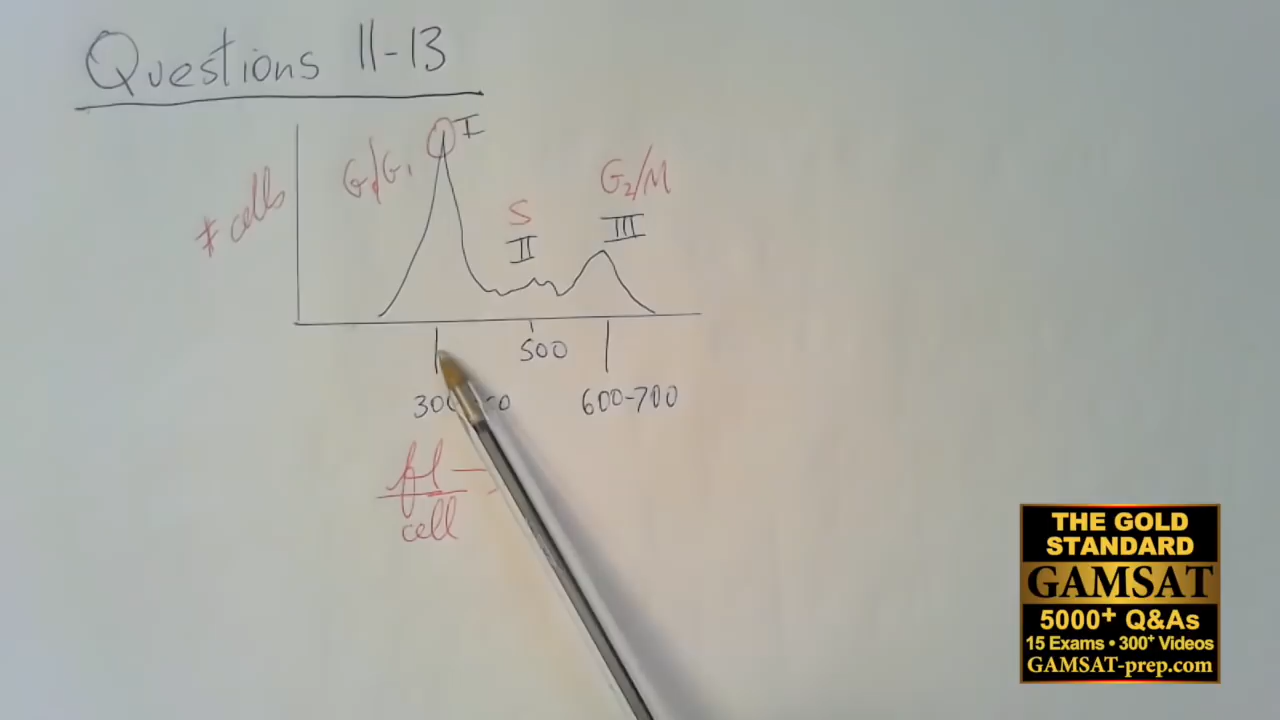 Questions 11-13
I
G0/G1
# cells
S
II
G2/M
III
500
600-700
fl
cell
THE GOLD
STANDARD
GAMSAT
5000+ Q&As
15 Exams • 300+ Videos
GAMSAT-prep.com